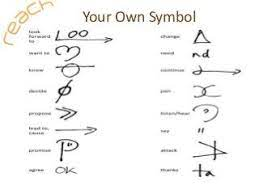 reach
Your Own Symbol
look
forward
to
LOO
change
want to
need
nd
know
continue
decide
propose
listen/hear
lead to,
cause
say
"
promise
P
attack
agree
OK
thanks
ta